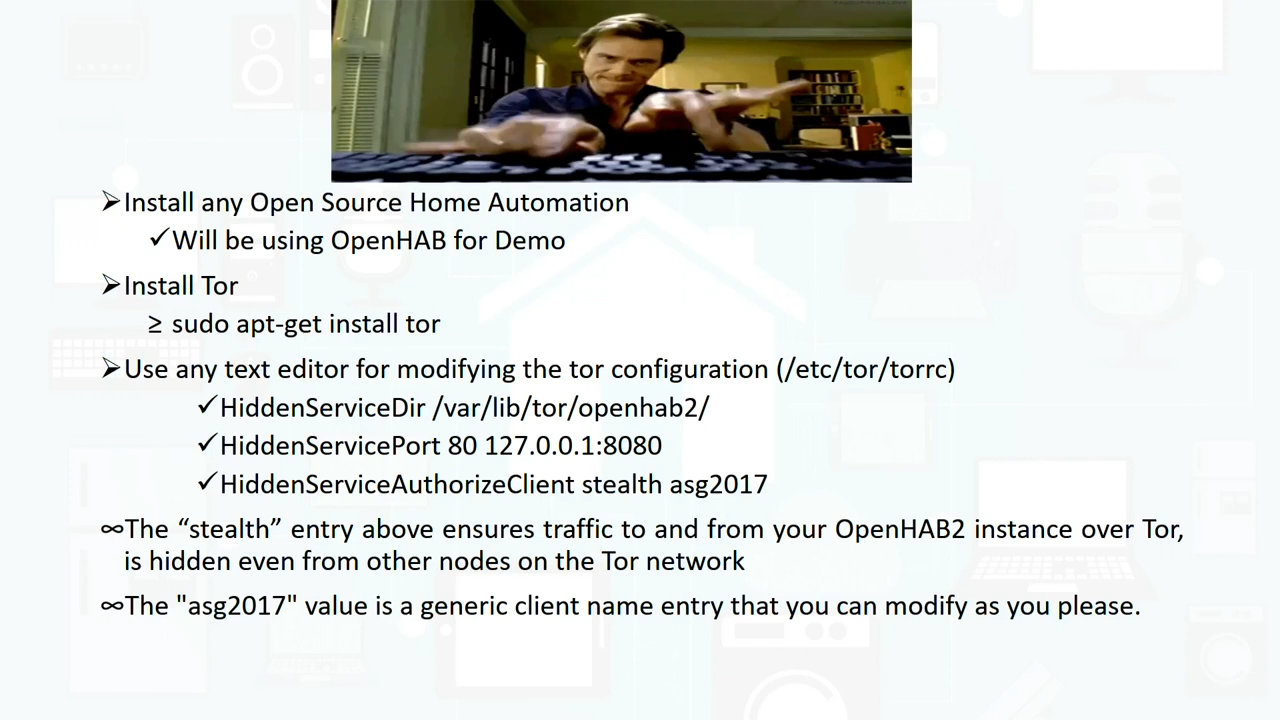 ➢Install any Open Source Home Automation
✓Will be using OpenHAB for Demo
➢Install Tor
≥ sudo apt-get install tor
➢Use any text editor for modifying the tor configuration (/etc/tor/torrc)
✓HiddenServiceDir /var/lib/tor/openhab2/
✓HiddenServicePort 80 127.0.0.1:8080
✓HiddenServiceAuthorizeClient stealth asg2017
∞The “stealth” entry above ensures traffic to and from your OpenHAB2 instance over Tor,
is hidden even from other nodes on the Tor network
∞The "asg2017" value is a generic client name entry that you can modify as you please.